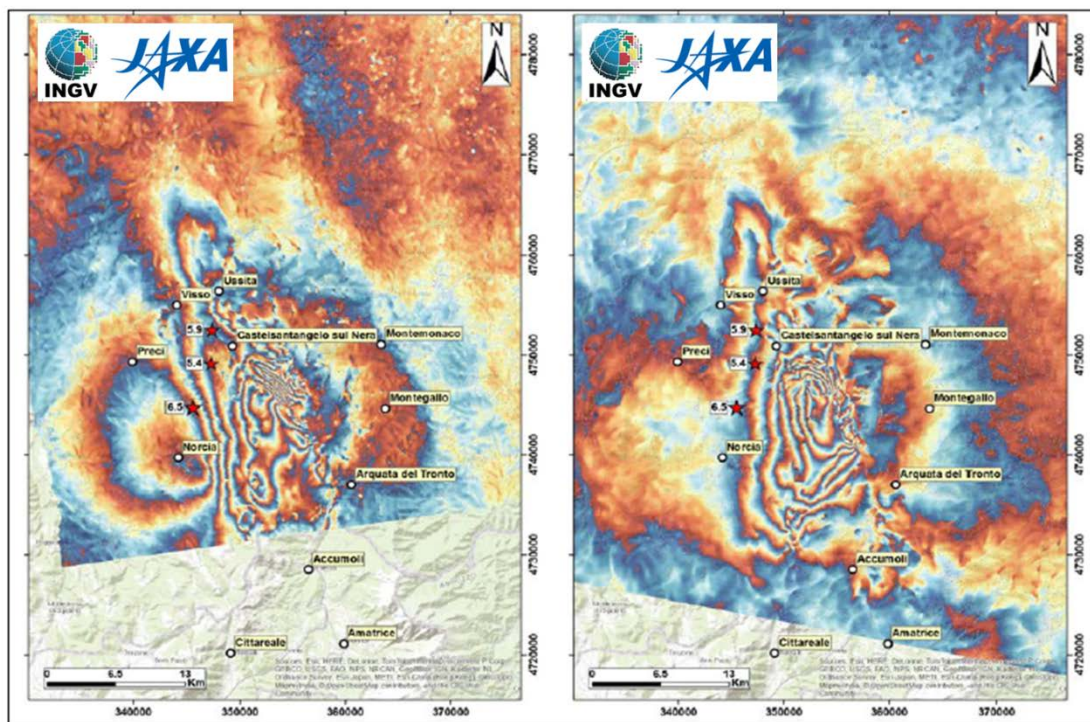 INGV
JAXA
N
Visso
Ussita
5.9
Castelsantangelo sul Nera
Montemonaco
Preci
5.4
6.5
Montegallo
Norcia
Arquata del Tronto
Accumoli
Cittareale
Amatrice
0 6.5 13
Km
340000 350000 360000 370000
4780000
4770000
4760000
4750000
4740000
4730000
4720000
INGV
JAXA
N
Visso
Ussita
5.9
Castelsantangelo sul Nera
Montemonaco
Preci
5.4
6.5
Montegallo
Norcia
Arquata del Tronto
Accumoli
Cittareale
Amatrice
0 6.5 13
Km
340000 350000 360000 370000
4780000
4770000
4760000
4750000
4740000
4730000
4720000